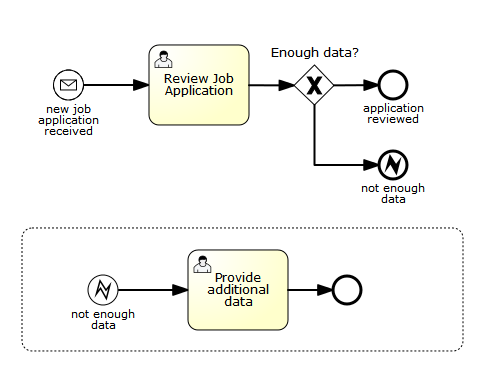 Enough data?
Review Job
Application
new job
application
received
application
reviewed
not enough
data
Provide
additional
data
not enough
data